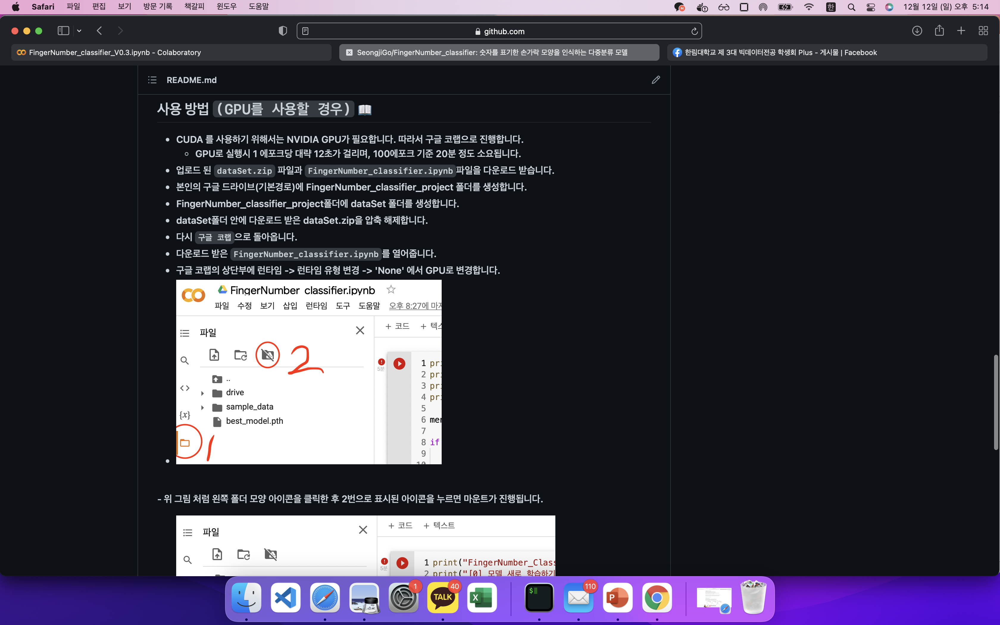 Safari 파일 편집 보기 방문 기록 책갈피 윈도우 도움말 한 12월 12일 (일) 오후 5:14
github.com
FingerNumber_classifier_V0.3.ipynb - Colaboratory
SeongjiGo/FingerNumber_classifier: 숫자를 표기한 손가락 모양을 인식하는 다중분류 모델
한림대학교 제 3대 빅데이터전공 학생회 Plus - 게시물 | Facebook
README.md
사용 방법 (GPU를 사용할 경우)
CUDA 를 사용하기 위해서는 NVIDIA GPU가 필요합니다. 따라서 구글 코랩으로 진행합니다.
GPU로 실행시 1 에포크당 대략 12초가 걸리며, 100에포크 기준 20분 정도 소요됩니다.
업로드 된 dataSet.zip 파일과 FingerNumber_classifier.ipynb파일을 다운로드 받습니다.
본인의 구글 드라이브(기본경로)에 FingerNumber_classifier_project 폴더를 생성합니다.
FingerNumber_classifier_project폴더에 dataSet 폴더를 생성합니다.
dataSet폴더 안에 다운로드 받은 dataSet.zip을 압축 해제합니다.
다시 구글 코랩으로 돌아옵니다.
다운로드 받은 FingerNumber_classifier.ipynb를 열어줍니다.
구글 코랩의 상단부에 런타임 -> 런타임 유형 변경 -> 'None' 에서 GPU로 변경합니다.
FingerNumber classifier.ipynb
파일 수정 보기 삽입 런타임 도구 도움말 오후 8:27에 마지
파일
+ 코드 + 텍스
2
5분
1 pri
2 pri
3 pri
4 pri
5
6 mer
7
8 if
9
10
..
drive
sample_data
best_model.pth
{x}
1
- 위 그림 처럼 왼쪽 폴더 모양 아이콘을 클릭한 후 2번으로 표시된 아이콘을 누르면 마운트가 진행됩니다.
파일
+ 코드 + 텍스트
5분
1 print("FingerNumber_Class
2 print("[0] 모델 새로 학습하기
1
TALK
40
X
$
110
P